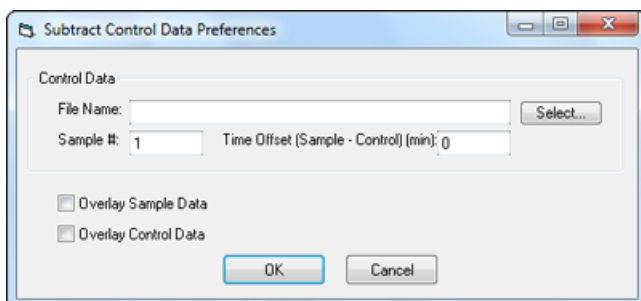 Subtract Control Data Preferences
Control Data
File Name: Select...
Sample #: 1 Time Offset (Sample - Control) (min): 0
Overlay Sample Data
Overlay Control Data
OK Cancel